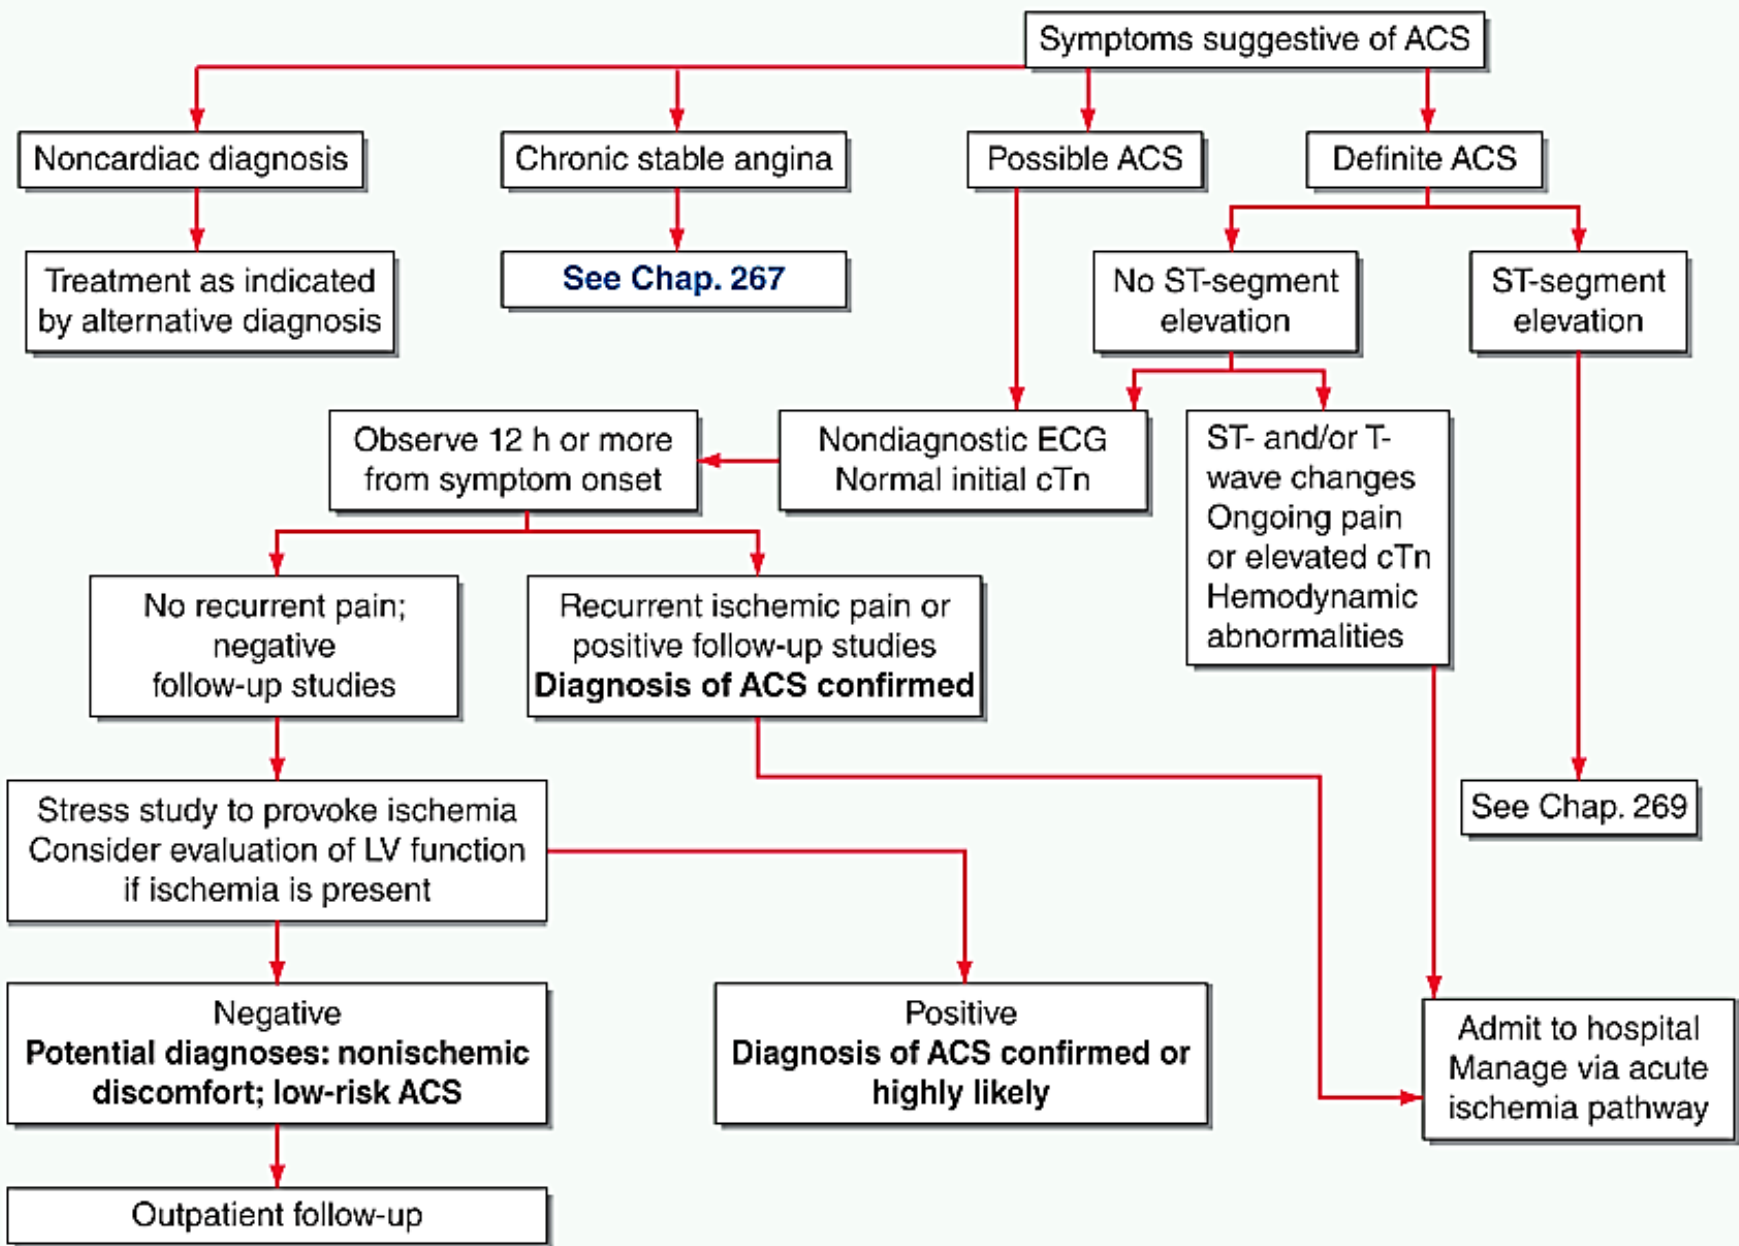 Symptoms suggestive of ACS
Noncardiac diagnosis
Chronic stable angina
Possible ACS
Definite ACS
Treatment as indicated
by alternative diagnosis
See Chap. 267
No ST-segment
elevation
ST-segment
elevation
Observe 12 h or more
from symptom onset
Nondiagnostic ECG
Normal initial cTn
ST- and/or T-
wave changes
Ongoing pain
or elevated cTn
Hemodynamic
abnormalities
No recurrent pain;
negative
follow-up studies
Recurrent ischemic pain or
positive follow-up studies
Diagnosis of ACS confirmed
Stress study to provoke ischemia
Consider evaluation of LV function
if ischemia is present
See Chap. 269
Negative
Potential diagnoses: nonischemic
discomfort; low-risk ACS
Positive
Diagnosis of ACS confirmed or
highly likely
Admit to hospital
Manage via acute
ischemia pathway
Outpatient follow-up